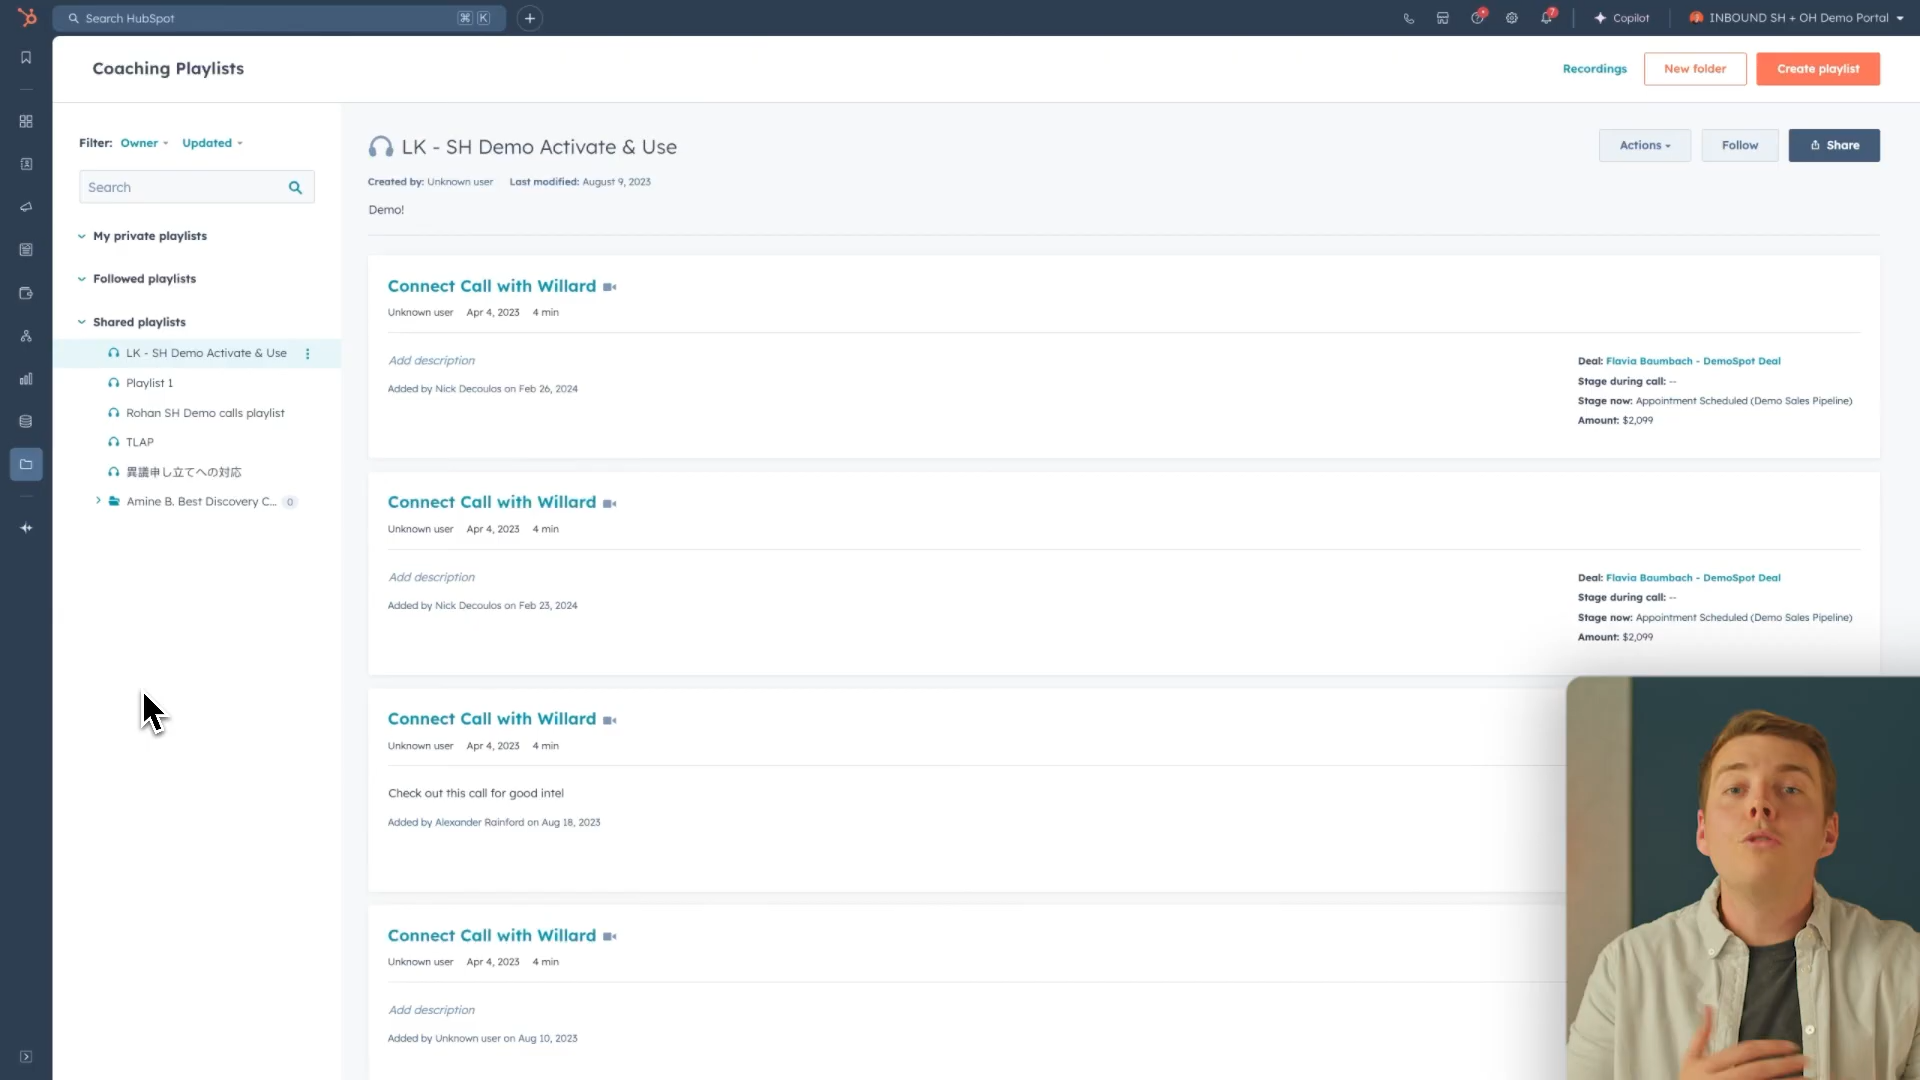 Search HubSpot
⌘ K
Copilot
INBOUND SH + OH Demo Portal
7
Coaching Playlists
Recordings
New folder
Create playlist
Filter: Owner Updated
Search
My private playlists
Followed playlists
Shared playlists
LK - SH Demo Activate & Use
Playlist 1
Rohan SH Demo calls playlist
TLAP
異議申し立てへの対応
Amine B. Best Discovery C... 0
LK - SH Demo Activate & Use
Actions
Follow
Share
Created by: Unknown user Last modified: August 9, 2023
Demo!
Connect Call with Willard
Unknown user Apr 4, 2023 4 min
Add description
Added by Nick Decoulos on Feb 26, 2024
Deal: Flavia Baumbach - DemoSpot Deal
Stage during call: --
Stage now: Appointment Scheduled (Demo Sales Pipeline)
Amount: $2,099
Connect Call with Willard
Unknown user Apr 4, 2023 4 min
Add description
Added by Nick Decoulos on Feb 23, 2024
Deal: Flavia Baumbach - DemoSpot Deal
Stage during call: --
Stage now: Appointment Scheduled (Demo Sales Pipeline)
Amount: $2,099
Connect Call with Willard
Unknown user Apr 4, 2023 4 min
Check out this call for good intel
Added by Alexander Rainford on Aug 18, 2023
Connect Call with Willard
Unknown user Apr 4, 2023 4 min
Add description
Added by Unknown user on Aug 10, 2023